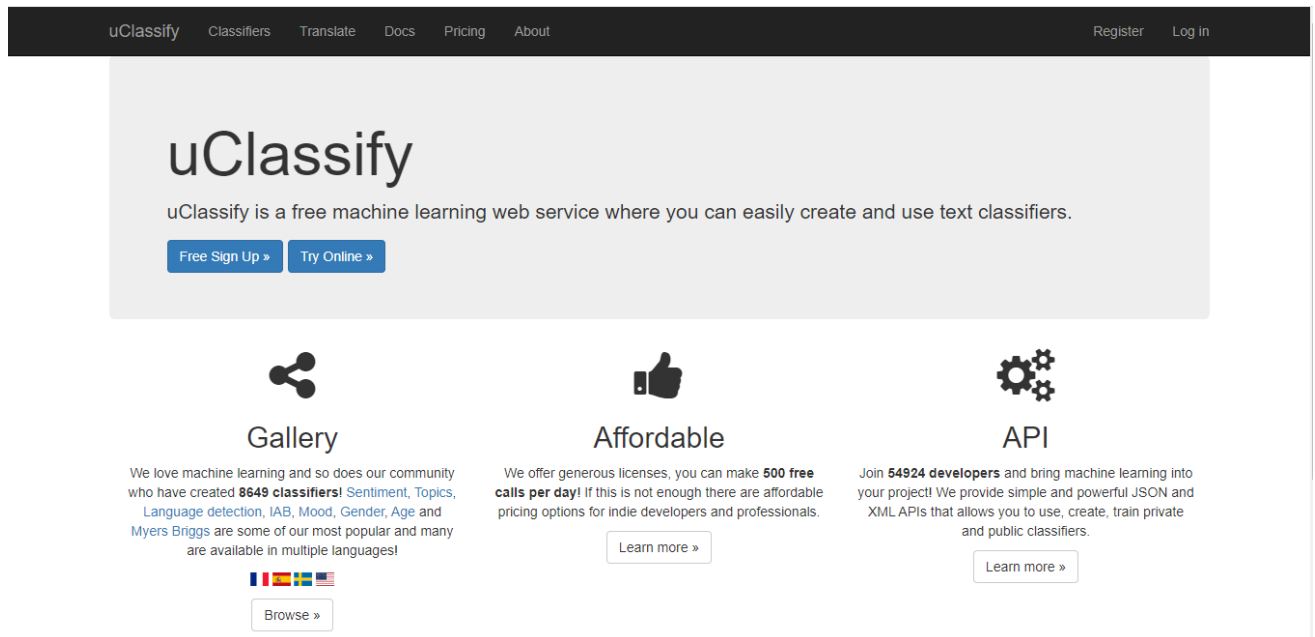 uClassify Classifiers Translate Docs Pricing About Register Log in
uClassify
uClassify is a free machine learning web service where you can easily create and use text classifiers.
Free Sign Up » Try Online »
Gallery
We love machine learning and so does our community
who have created 8649 classifiers! Sentiment, Topics,
Language detection, IAB, Mood, Gender, Age and
Myers Briggs are some of our most popular and many
are available in multiple languages!
Browse »
Affordable
We offer generous licenses, you can make 500 free
calls per day! If this is not enough there are affordable
pricing options for indie developers and professionals.
Learn more »
API
Join 54924 developers and bring machine learning into
your project! We provide simple and powerful JSON and
XML APIs that allows you to use, create, train private
and public classifiers.
Learn more »